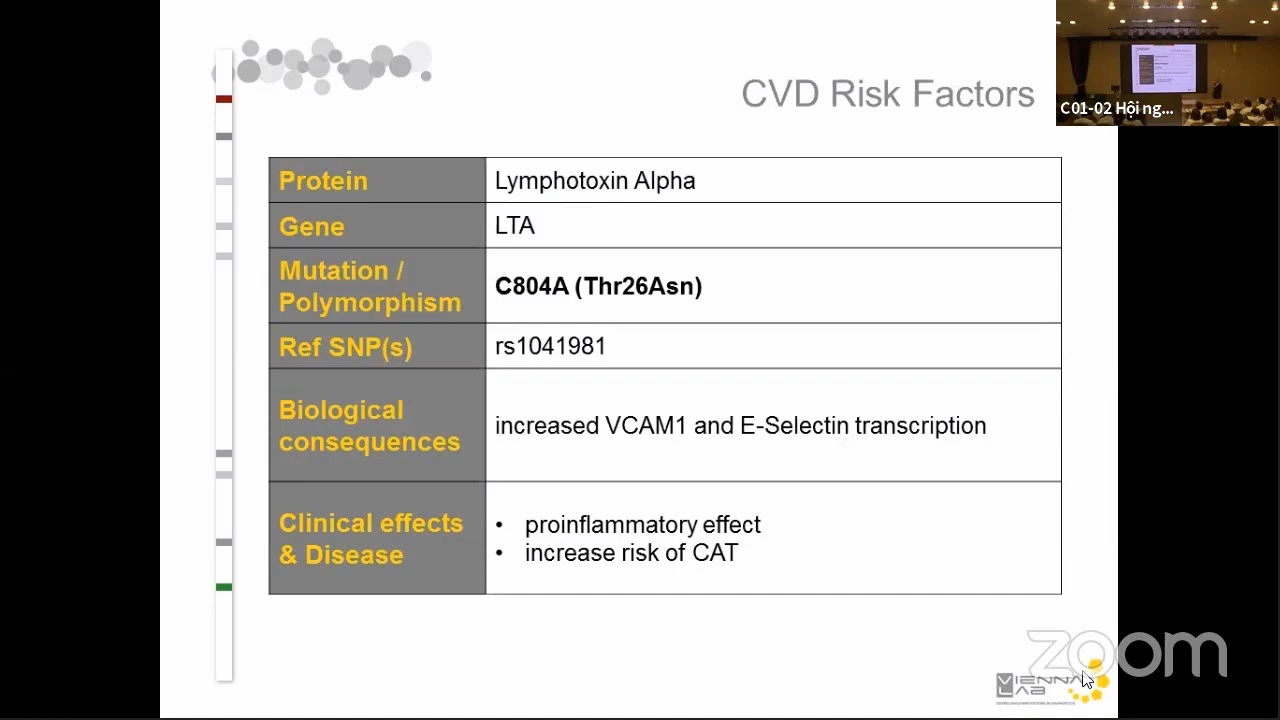 CVD Risk Factors
C01-02 Hội ng...
Protein
Lymphotoxin Alpha
Gene
LTA
Mutation /
Polymorphism
C804A (Thr26Asn)
Ref SNP(s)
rs1041981
Biological
consequences
increased VCAM1 and E-Selectin transcription
Clinical effects
& Disease
• proinflammatory effect
• increase risk of CAT
zoom
VIENNA
LAB